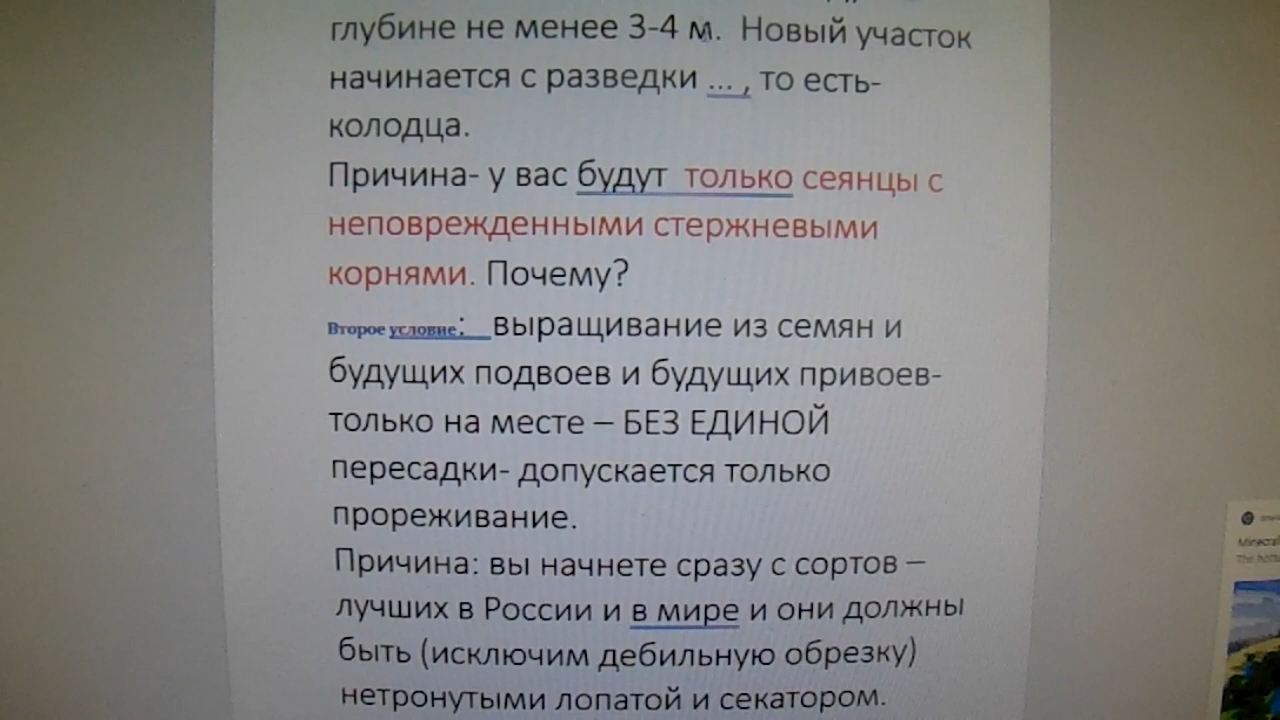 глубине не менее 3-4 м. Новый участок
начинается с разведки ... , то есть-
колодца.
Причина- у вас будут только сеянцы с
неповрежденными стержневыми
корнями. Почему?
Второе условие: выращивание из семян и
будущих подвоев и будущих привоев-
только на месте – БЕЗ ЕДИНОЙ
пересадки- допускается только
прореживание.
Причина: вы начнете сразу с сортов –
лучших в России и в мире и они должны
быть (исключим дебильную обрезку)
нетронутыми лопатой и секатором.